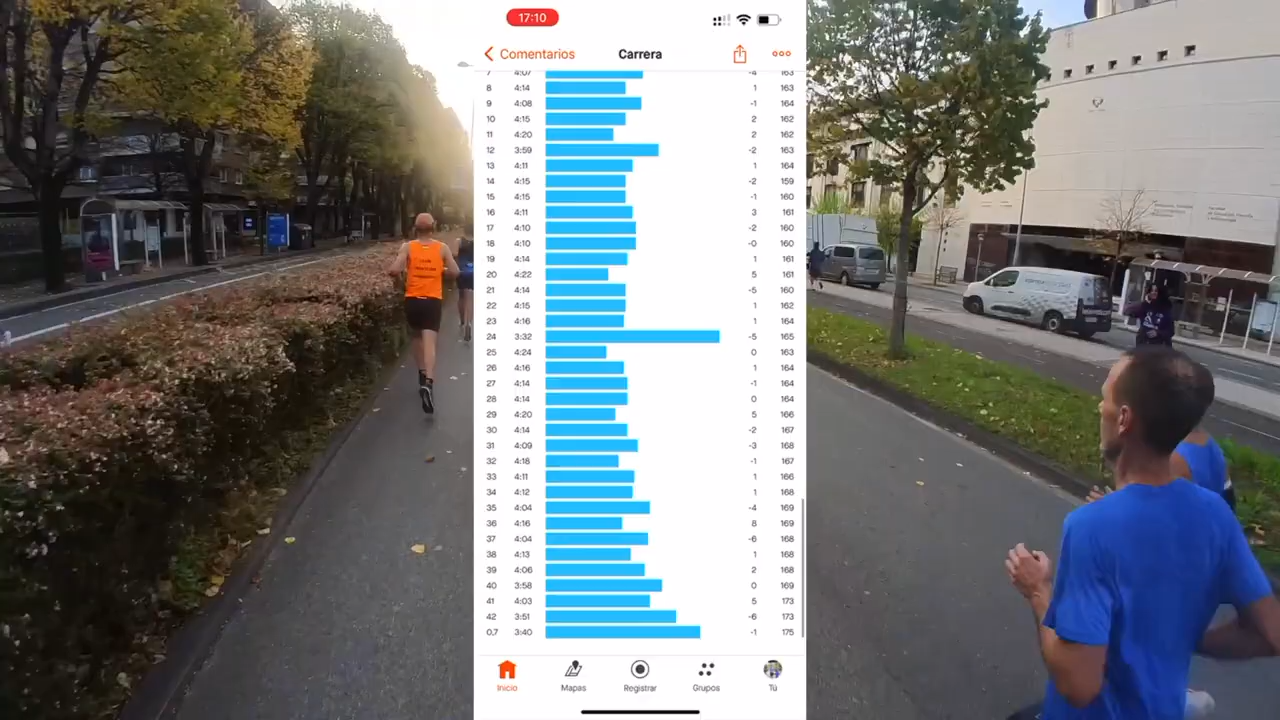 17:10
Comentarios Carrera
7 4:07 -4 163
8 4:14 1 163
9 4:08 -1 164
10 4:15 2 162
11 4:20 2 162
12 3:59 -2 163
13 4:11 1 164
14 4:15 -2 159
15 4:15 -1 160
16 4:11 3 161
17 4:10 -2 160
18 4:10 -0 160
19 4:14 1 161
20 4:22 5 161
21 4:14 -5 160
22 4:15 1 162
23 4:16 1 164
24 3:32 -5 165
25 4:24 0 163
26 4:16 1 164
27 4:14 -1 164
28 4:14 0 164
29 4:20 5 166
30 4:14 -2 167
31 4:09 -3 168
32 4:18 -1 167
33 4:11 1 166
34 4:12 1 168
35 4:04 -4 169
36 4:16 8 169
37 4:04 -6 168
38 4:13 1 168
39 4:06 2 168
40 3:58 0 169
41 4:03 5 173
42 3:51 -6 173
0,7 3:40 -1 175
Inicio Mapas Registrar Grupos Tú